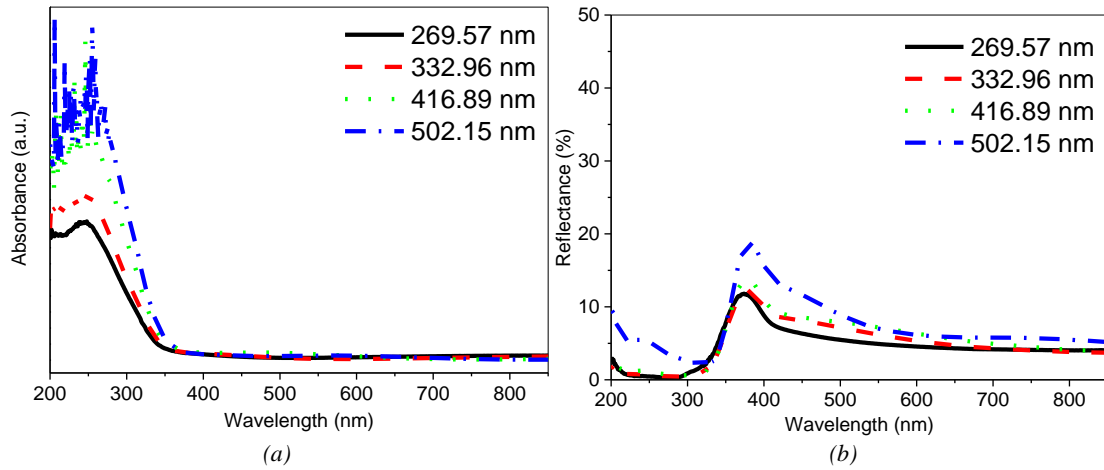 269.57 nm
332.96 nm
416.89 nm
502.15 nm
Absorbance (a.u.)
200 300 400 500 600 700 800
Wavelength (nm)
(a)
50
40
30
20
10
0
Reflectance (%)
269.57 nm
332.96 nm
416.89 nm
502.15 nm
200 300 400 500 600 700 800
Wavelength (nm)
(b)